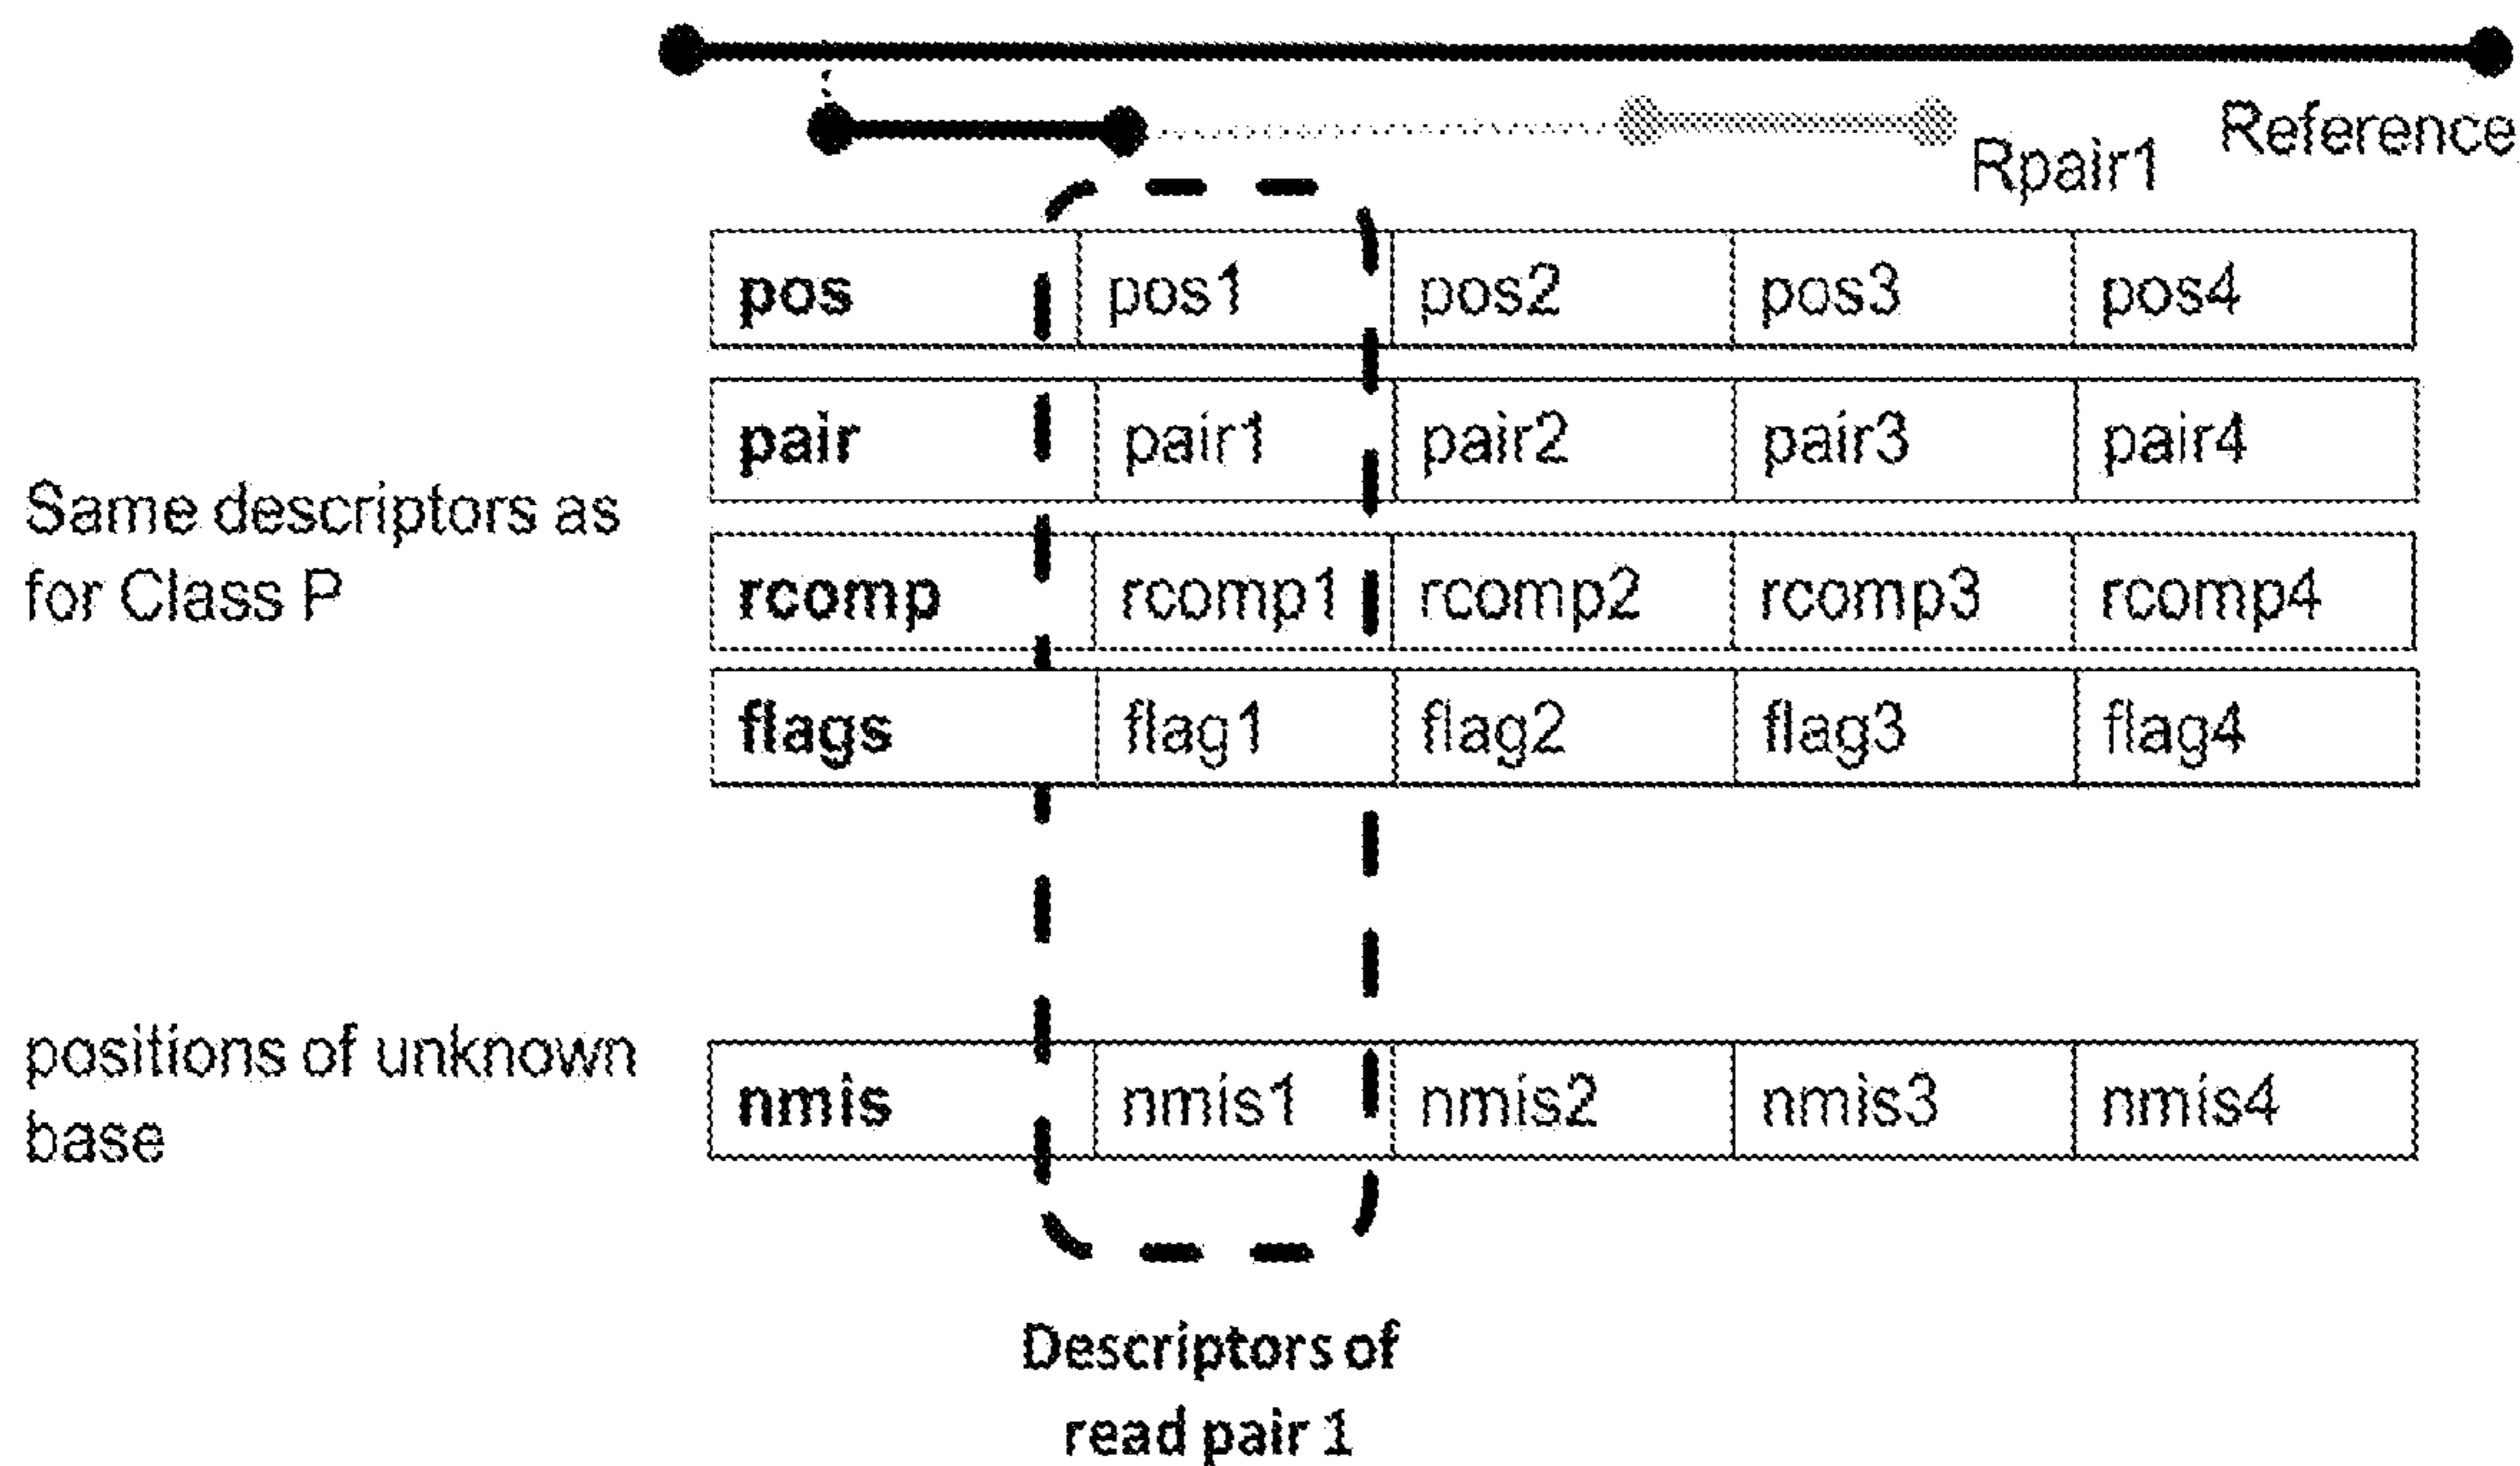 Reference
Rpair1
pos pos1 pos2 pos3 pos4
pair pair1 pair2 pair3 pair4
Same descriptors as
for Class P
rcomp rcomp1 rcomp2 rcomp3 rcomp4
flags flag1 flag2 flag3 flag4
positions of unknown
base
nmis nmis1 nmis2 nmis3 nmis4
Descriptors of
read pair 1